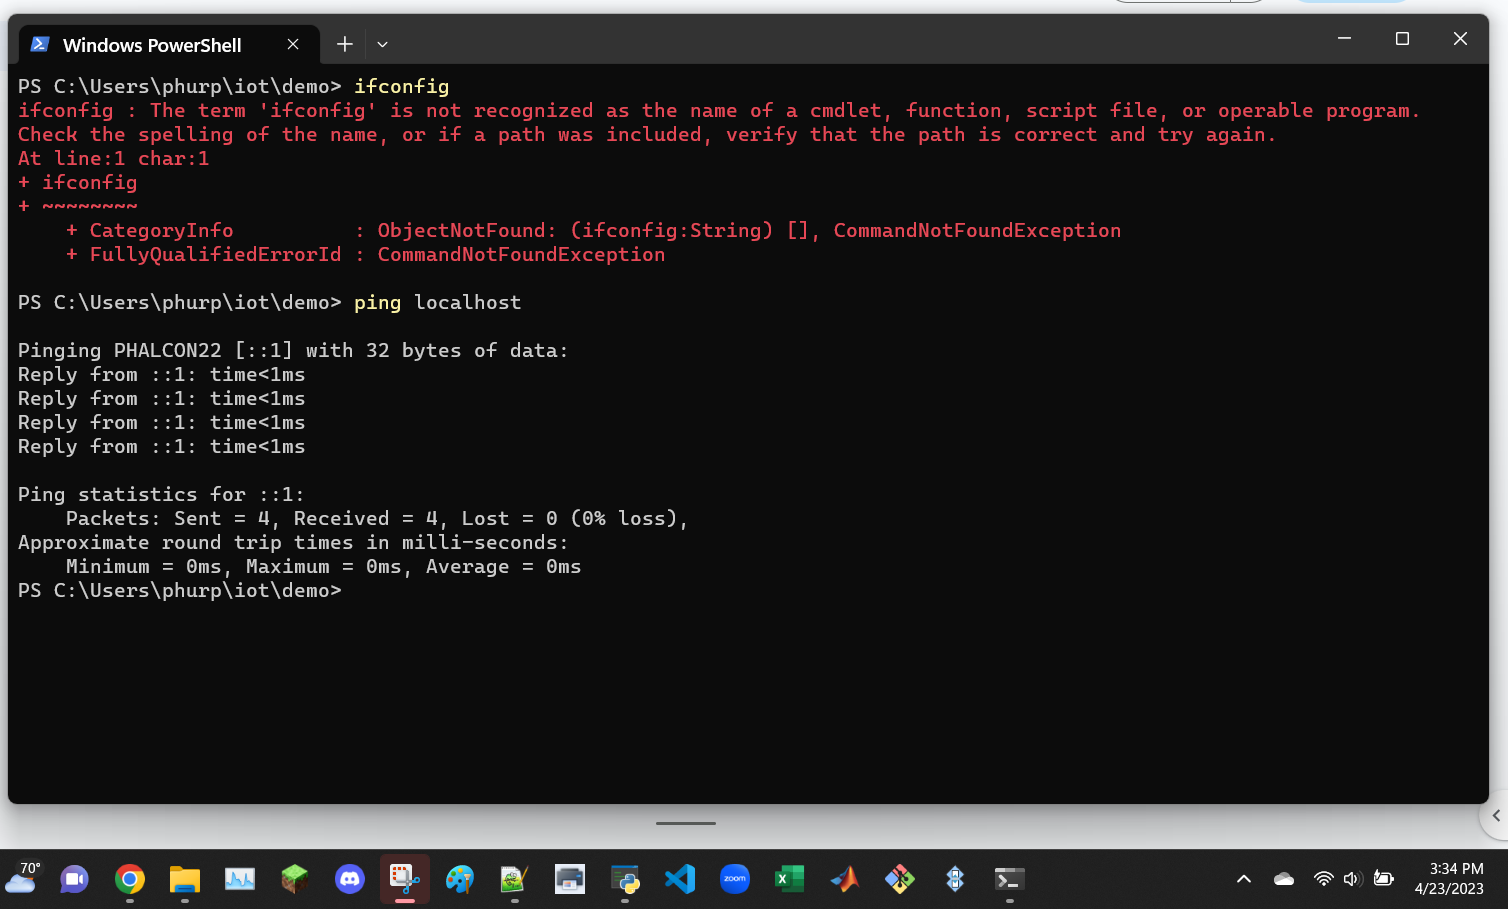 Windows PowerShell
PS C:\Users\phurp\iot\demo> ifconfig
ifconfig : The term 'ifconfig' is not recognized as the name of a cmdlet, function, script file, or operable program.
Check the spelling of the name, or if a path was included, verify that the path is correct and try again.
At line:1 char:1
+ ifconfig
+ ~~~~~~~~
    + CategoryInfo          : ObjectNotFound: (ifconfig:String) [], CommandNotFoundException
    + FullyQualifiedErrorId : CommandNotFoundException
PS C:\Users\phurp\iot\demo> ping localhost
Pinging PHALCON22 [::1] with 32 bytes of data:
Reply from ::1: time<1ms
Reply from ::1: time<1ms
Reply from ::1: time<1ms
Reply from ::1: time<1ms
Ping statistics for ::1:
    Packets: Sent = 4, Received = 4, Lost = 0 (0% loss),
Approximate round trip times in milli-seconds:
    Minimum = 0ms, Maximum = 0ms, Average = 0ms
PS C:\Users\phurp\iot\demo>
70°
zoom
3:34 PM
4/23/2023